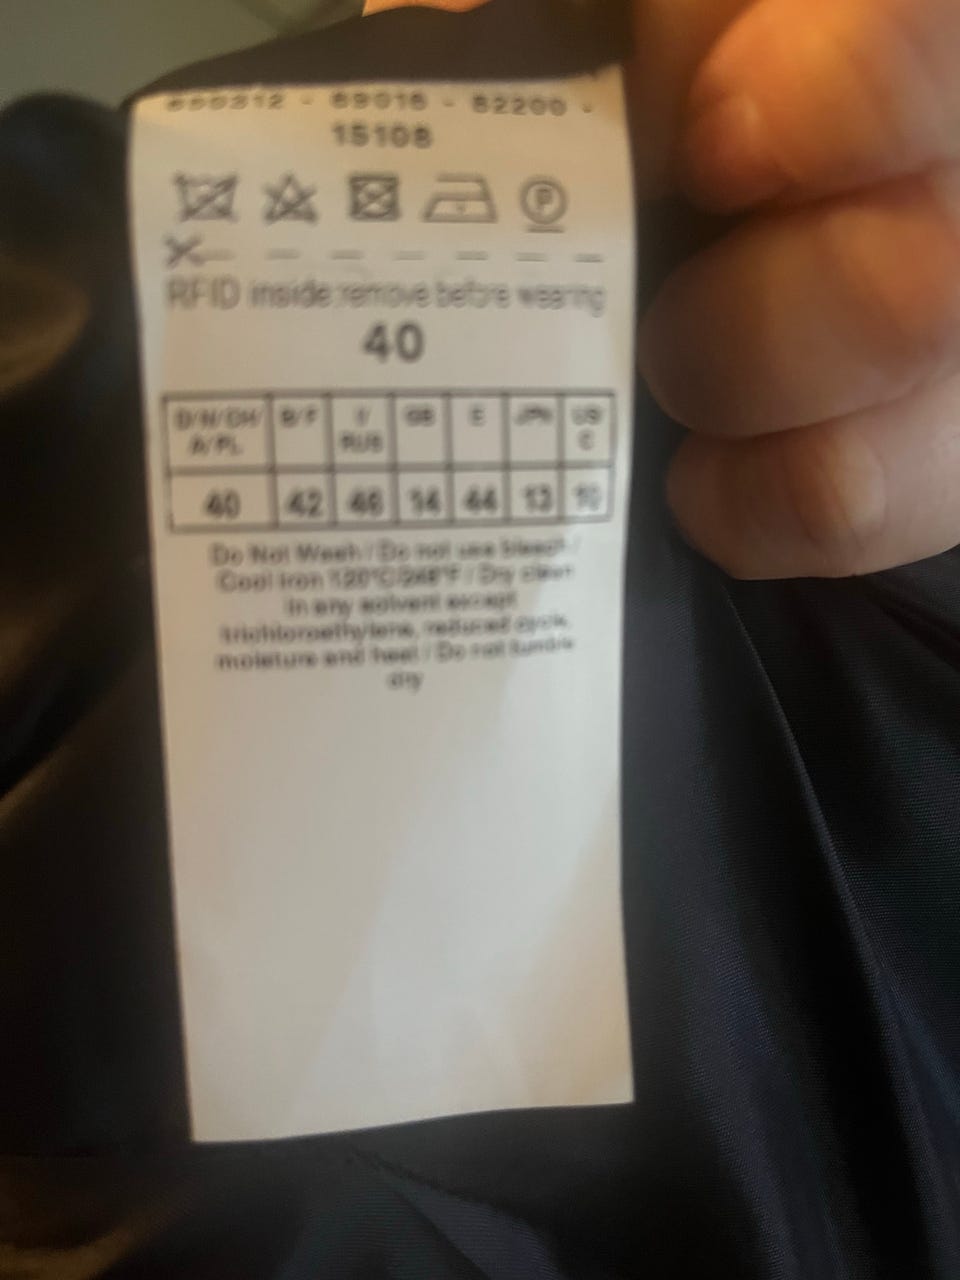 - 69016 - 82200 -
1S108
P
RFID inside remove before wearing
40
D/N/CH/ B/F I/ GB E JPN US
A/PL RUS C
40 42 46 14 44 13 10
Do Not Wash / Do not use bleach /
Cool Iron 120°C/248°F / Dry clean
in any solvent except
trichloroethylene, reduced cycle,
moisture and heat / Do not tumble
dry